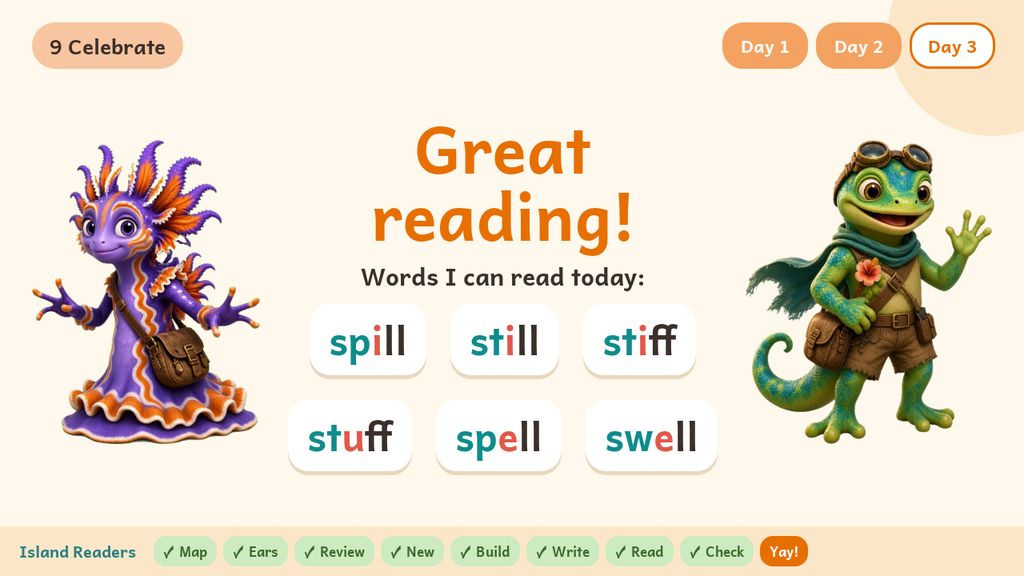 9 Celebrate
Day 1 Day 2 Day 3
Great
reading!
Words I can read today:
spill still stiff
stuff spell swell
Island Readers ✓ Map ✓ Ears ✓ Review ✓ New ✓ Build ✓ Write ✓ Read ✓ Check Yay!